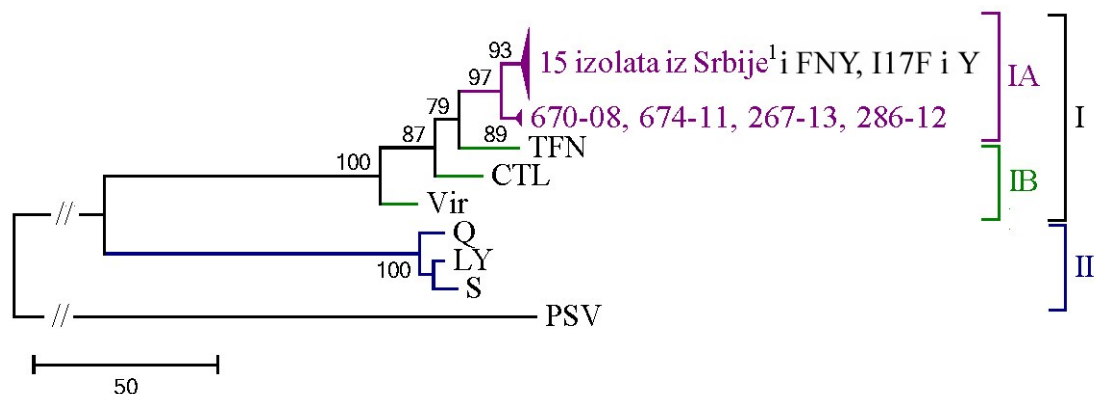 93
15 izolata iz Srbije¹ i FNY, I17F i Y
97
IA
I
79
670-08, 674-11, 267-13, 286-12
87
89
TFN
100
CTL
IB
Vir
//
Q
LY
100
II
S
//
PSV
50